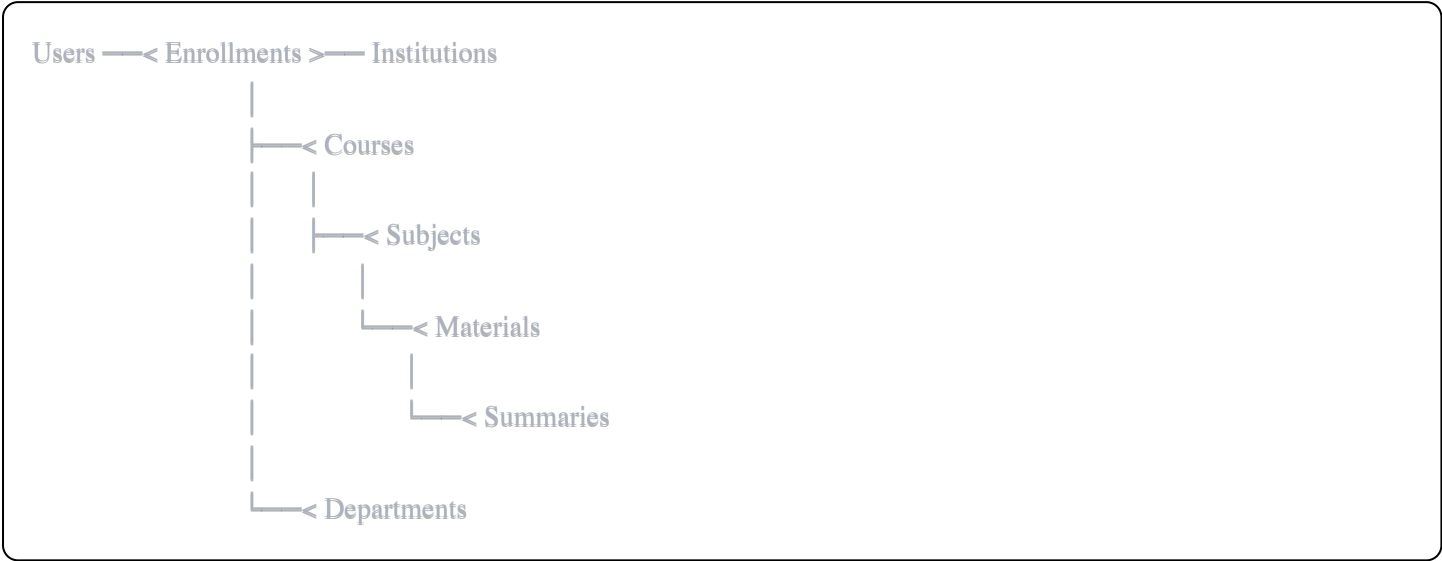 Users ──< Enrollments >── Institutions
│
├──< Courses
│ │
│ ├──< Subjects
│ │
│ └──< Materials
│ │
│ └──< Summaries
│
└──< Departments